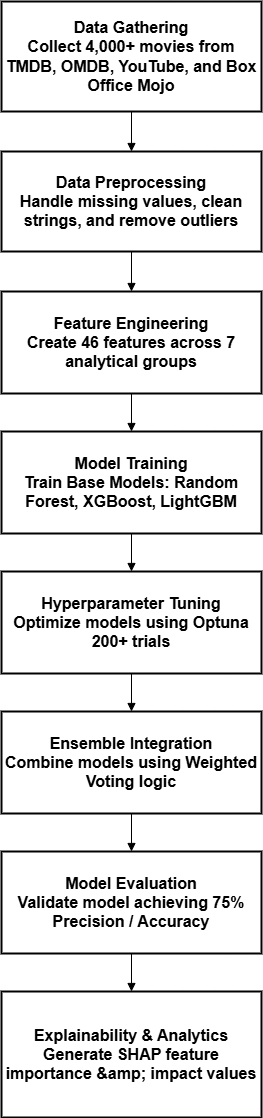 Data Gathering
Collect 4,000+ movies from
TMDB, OMDB, YouTube, and Box
Office Mojo
Data Preprocessing
Handle missing values, clean
strings, and remove outliers
Feature Engineering
Create 46 features across 7
analytical groups
Model Training
Train Base Models: Random
Forest, XGBoost, LightGBM
Hyperparameter Tuning
Optimize models using Optuna
200+ trials
Ensemble Integration
Combine models using Weighted
Voting logic
Model Evaluation
Validate model achieving 75%
Precision / Accuracy
Explainability & Analytics
Generate SHAP feature
importance &amp; impact values